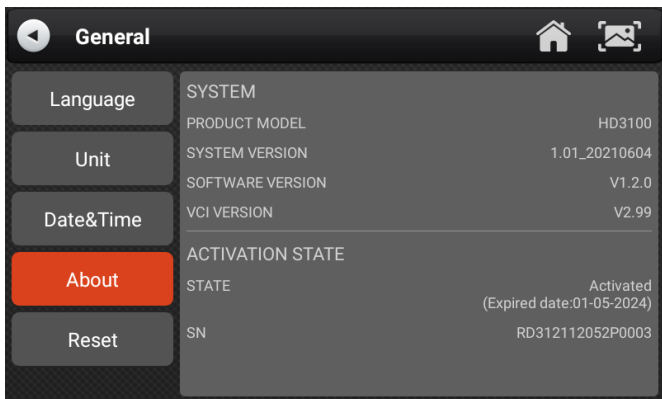 General
Language
Unit
Date&Time
About
Reset
SYSTEM
PRODUCT MODEL HD3100
SYSTEM VERSION 1.01_20210604
SOFTWARE VERSION V1.2.0
VCI VERSION V2.99
ACTIVATION STATE
STATE Activated
(Expired date:01-05-2024)
SN RD312112052P0003